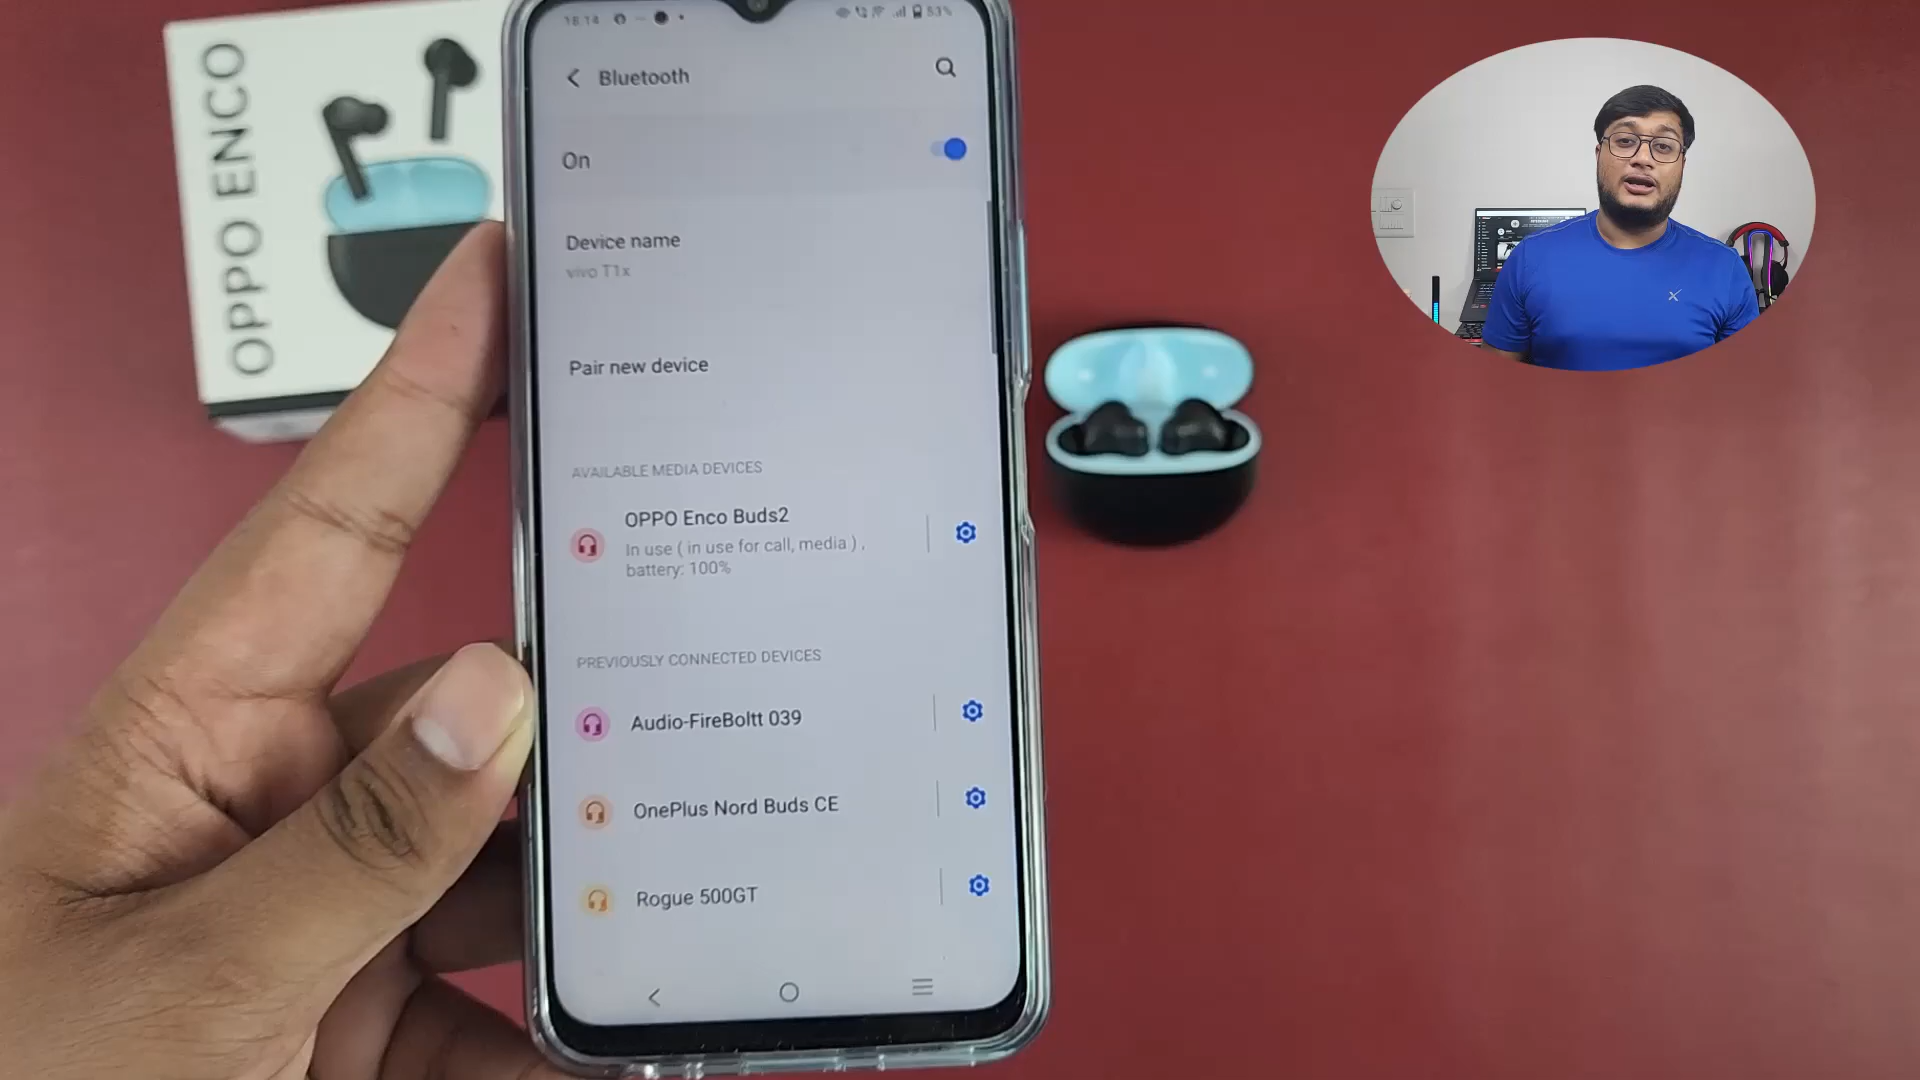 OPPO ENCO
18:14
53%
Bluetooth
On
Device name
vivo T1x
Pair new device
AVAILABLE MEDIA DEVICES
OPPO Enco Buds2
In use ( in use for call, media ) ,
battery: 100%
PREVIOUSLY CONNECTED DEVICES
Audio-FireBoltt 039
OnePlus Nord Buds CE
Rogue 500GT